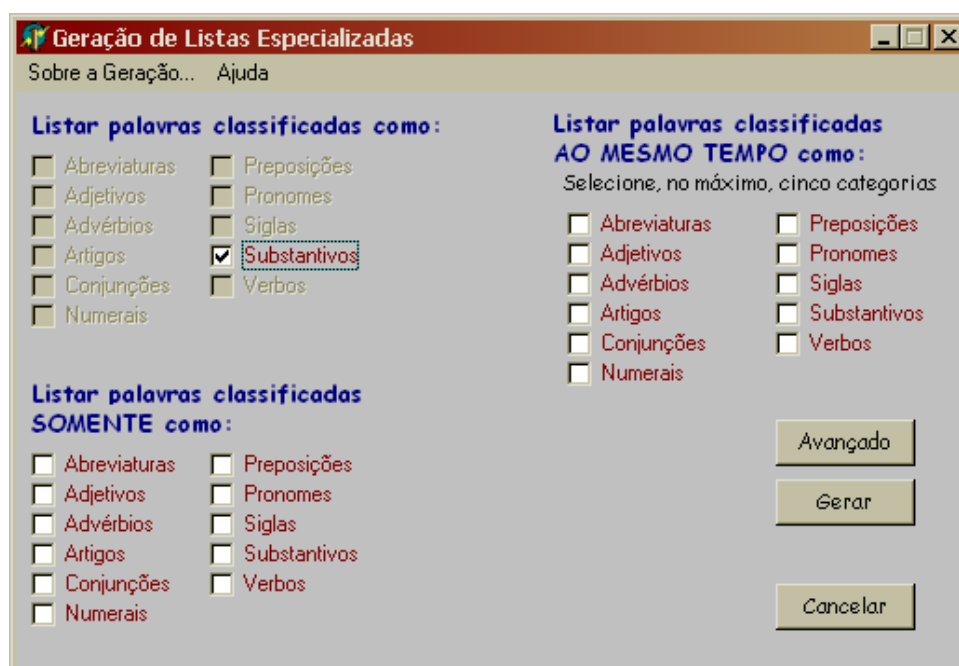 Geração de Listas Especializadas
Sobre a Geração... Ajuda
Listar palavras classificadas como:
Abreviaturas Preposições
Adjetivos Pronomes
Advérbios Siglas
Artigos Substantivos
Conjunções Verbos
Numerais
Listar palavras classificadas
SOMENTE como:
Abreviaturas Preposições
Adjetivos Pronomes
Advérbios Siglas
Artigos Substantivos
Conjunções Verbos
Numerais
Listar palavras classificadas
AO MESMO TEMPO como:
Selecione, no máximo, cinco categorias
Abreviaturas Preposições
Adjetivos Pronomes
Advérbios Siglas
Artigos Substantivos
Conjunções Verbos
Numerais
Avançado
Gerar
Cancelar